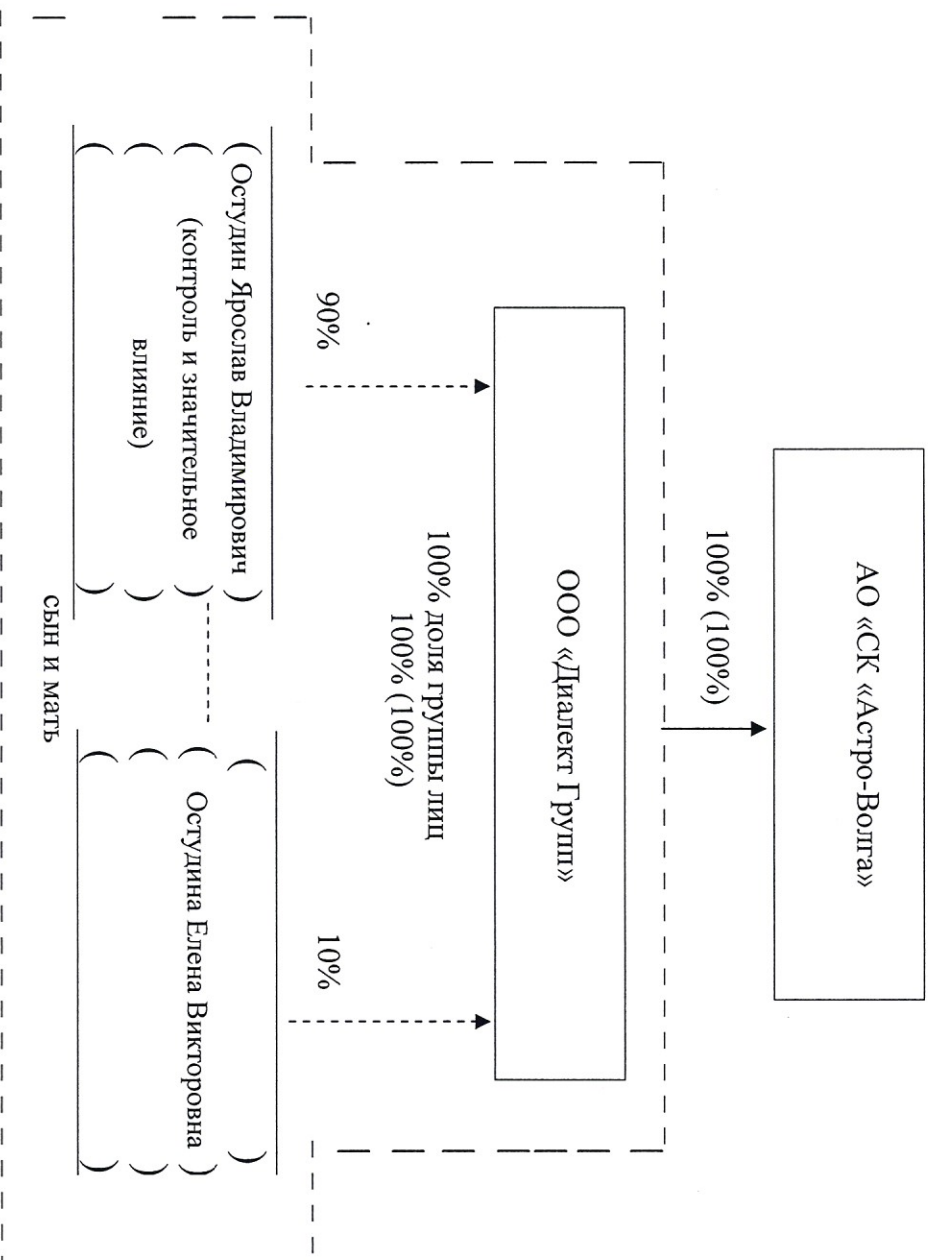 АО «СК «Астро-Волга»
100% (100%)
ООО «Диалект Групп»
100% доля группы лиц
100% (100%)
90%
10%
Остудин Ярослав Владимирович
(контроль и значительное
влияние)
Остудина Елена Викторовна
сын и мать